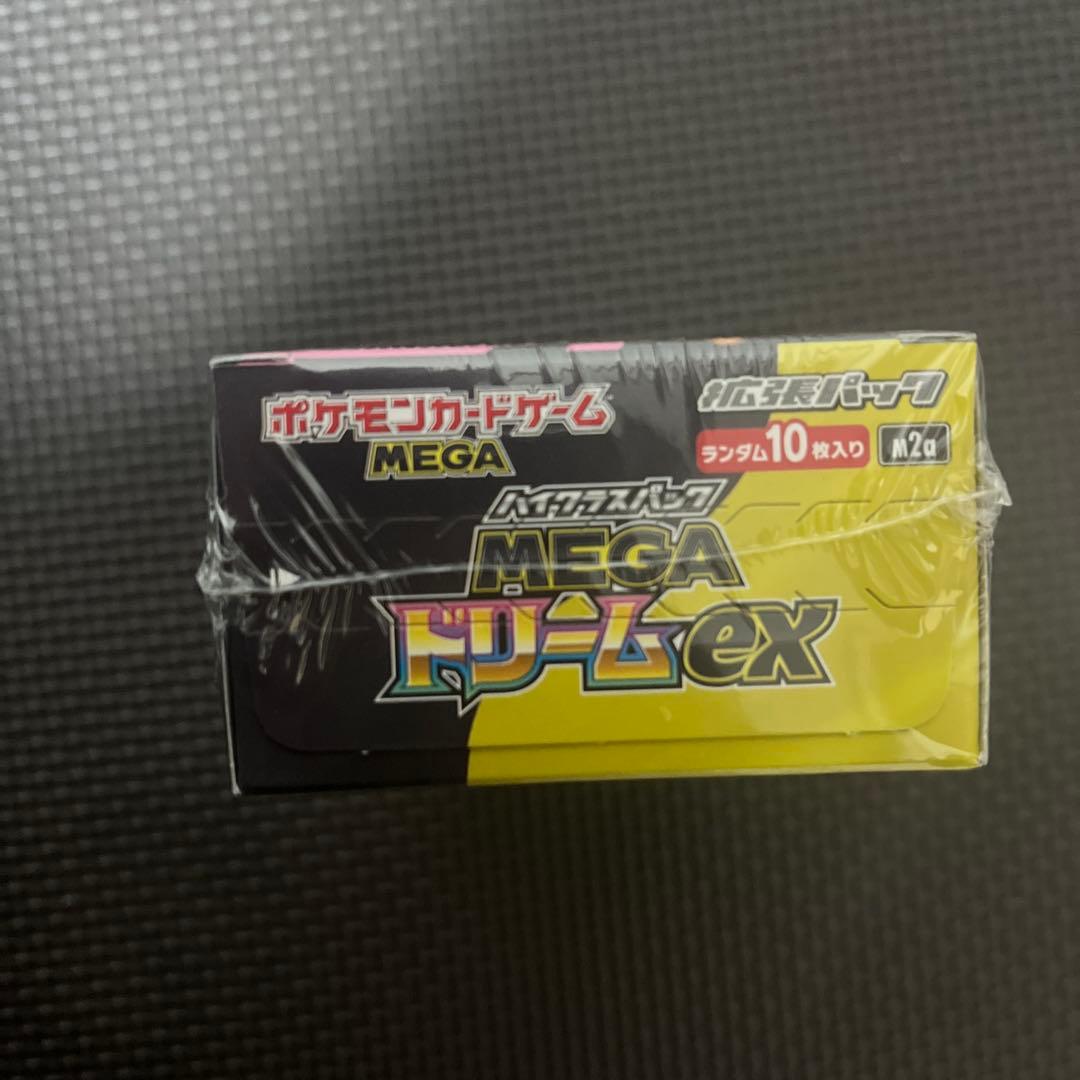 ポケモンカードゲーム
MEGA
拡張パック
ランダム10枚入り M2a
ハイクラスパック
MEGA
ドリームex